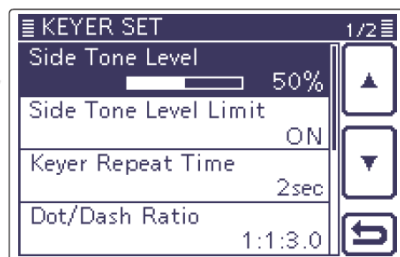 KEYER SET 1/2
Side Tone Level
50%
Side Tone Level Limit
ON
Keyer Repeat Time
2sec
Dot/Dash Ratio
1:1:3.0